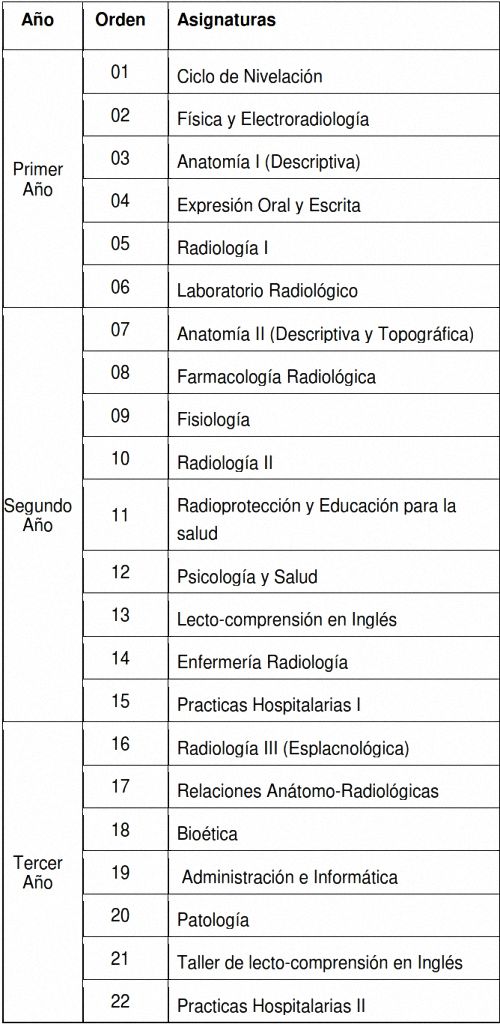 Año Orden Asignaturas
Primer Año
01 Ciclo de Nivelación
02 Física y Electroradiología
03 Anatomía I (Descriptiva)
04 Expresión Oral y Escrita
05 Radiología I
06 Laboratorio Radiológico
Segundo Año
07 Anatomía II (Descriptiva y Topográfica)
08 Farmacología Radiológica
09 Fisiología
10 Radiología II
11 Radioprotección y Educación para la
salud
12 Psicología y Salud
13 Lecto-comprensión en Inglés
14 Enfermería Radiología
15 Practicas Hospitalarias I
Tercer Año
16 Radiología III (Esplacnológica)
17 Relaciones Anátomo-Radiológicas
18 Bioética
19 Administración e Informática
20 Patología
21 Taller de lecto-comprensión en Inglés
22 Practicas Hospitalarias II